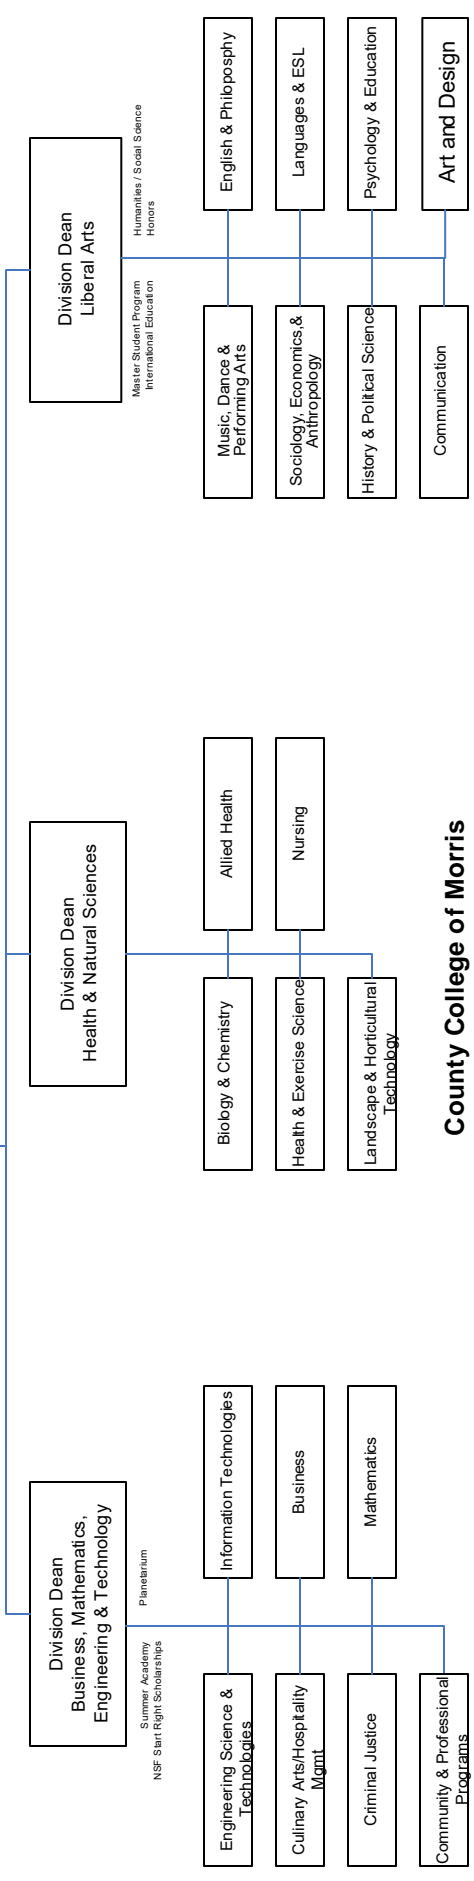 Division Dean
Business, Mathematics,
Engineering & Technology
Summer Academy
NSF Start Right Scholarships
Planetarium
Engineering Science &
Technologies
Information Technologies
Culinary Arts/Hospitality
Mgmt
Business
Criminal Justice
Mathematics
Community & Professional
Programs
Division Dean
Health & Natural Sciences
Biology & Chemistry
Allied Health
Health & Exercise Science
Nursing
Landscape & Horticultural
Technology
Division Dean
Liberal Arts
Master Student Program
International Education
Humanities / Social Science
Honors
Music, Dance &
Performing Arts
English & Philoposphy
Sociology, Economics,&
Anthropology
Languages & ESL
History & Political Science
Psychology & Education
Communication
Art and Design
County College of Morris